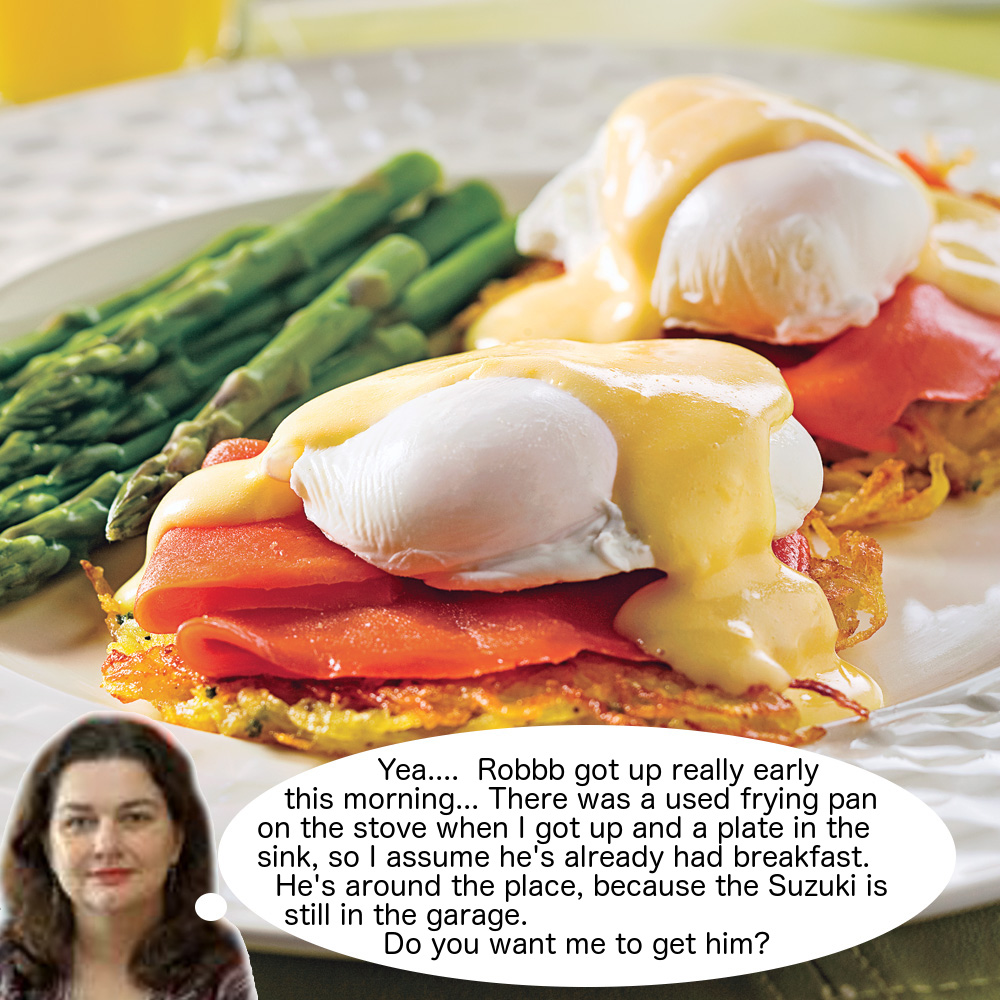 Yea.... Robbb got up really early
this morning... There was a used frying pan
on the stove when I got up and a plate in the
sink, so I assume he's already had breakfast.
He's around the place, because the Suzuki is
still in the garage.
Do you want me to get him?